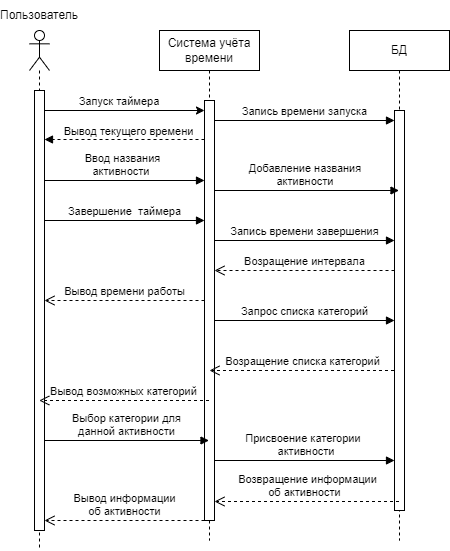 Пользователь
Система учёта
времени
БД
Запуск таймера
Запись времени запуска
Вывод текущего времени
Ввод названия
активности
Добавление названия
активности
Завершение таймера
Запись времени завершения
Возращение интервала
Вывод времени работы
Запрос списка категорий
Возращение списка категорий
Вывод возможных категорий
Выбор категории для
данной активности
Присвоение категории
активности
Возвращение информации
об активности
Вывод информации
об активности